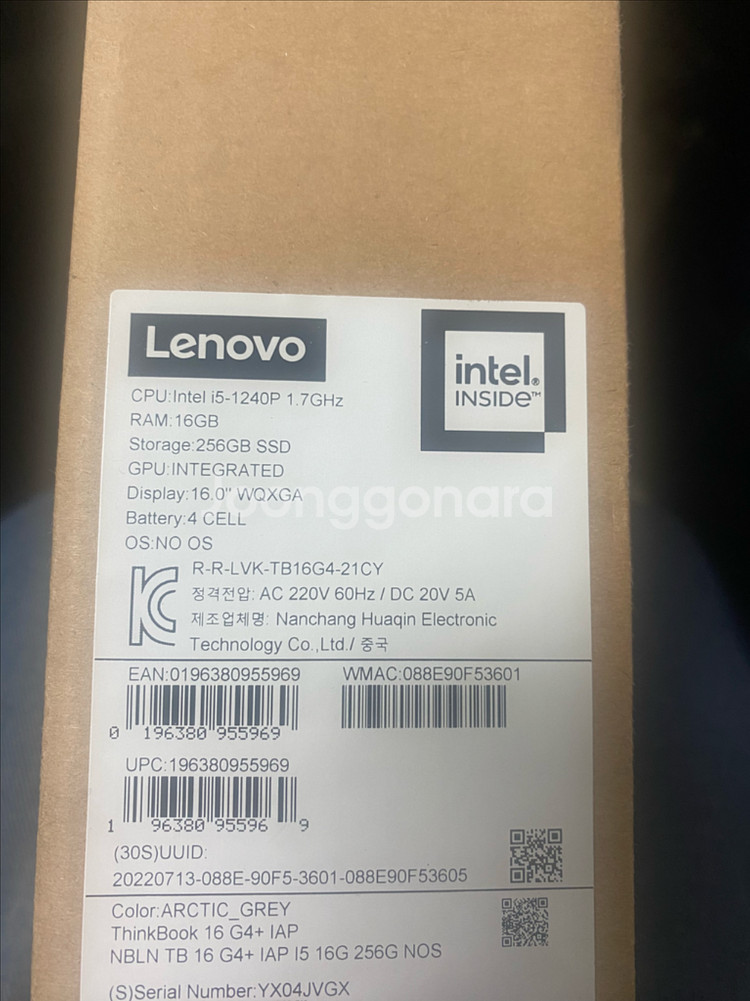 Lenovo
intel®
INSIDE™
CPU:Intel i5-1240P 1.7GHz
RAM:16GB
Storage:256GB SSD
GPU:INTEGRATED
Display:16.0" WQXGA
Battery:4 CELL
OS:NO OS
joonggonara
R-R-LVK-TB16G4-21CY
정격전압: AC 220V 60Hz / DC 20V 5A
제조업체명: Nanchang Huaqin Electronic
Technology Co.,Ltd./ 중국
EAN:0196380955969
WMAC:088E90F53601
0 196380 955969
UPC:196380955969
1 96380 95596 9
(30S)UUID:
20220713-088E-90F5-3601-088E90F53605
Color:ARCTIC_GREY
ThinkBook 16 G4+ IAP
NBLN TB 16 G4+ IAP I5 16G 256G NOS
(S)Serial Number:YX04JVGX